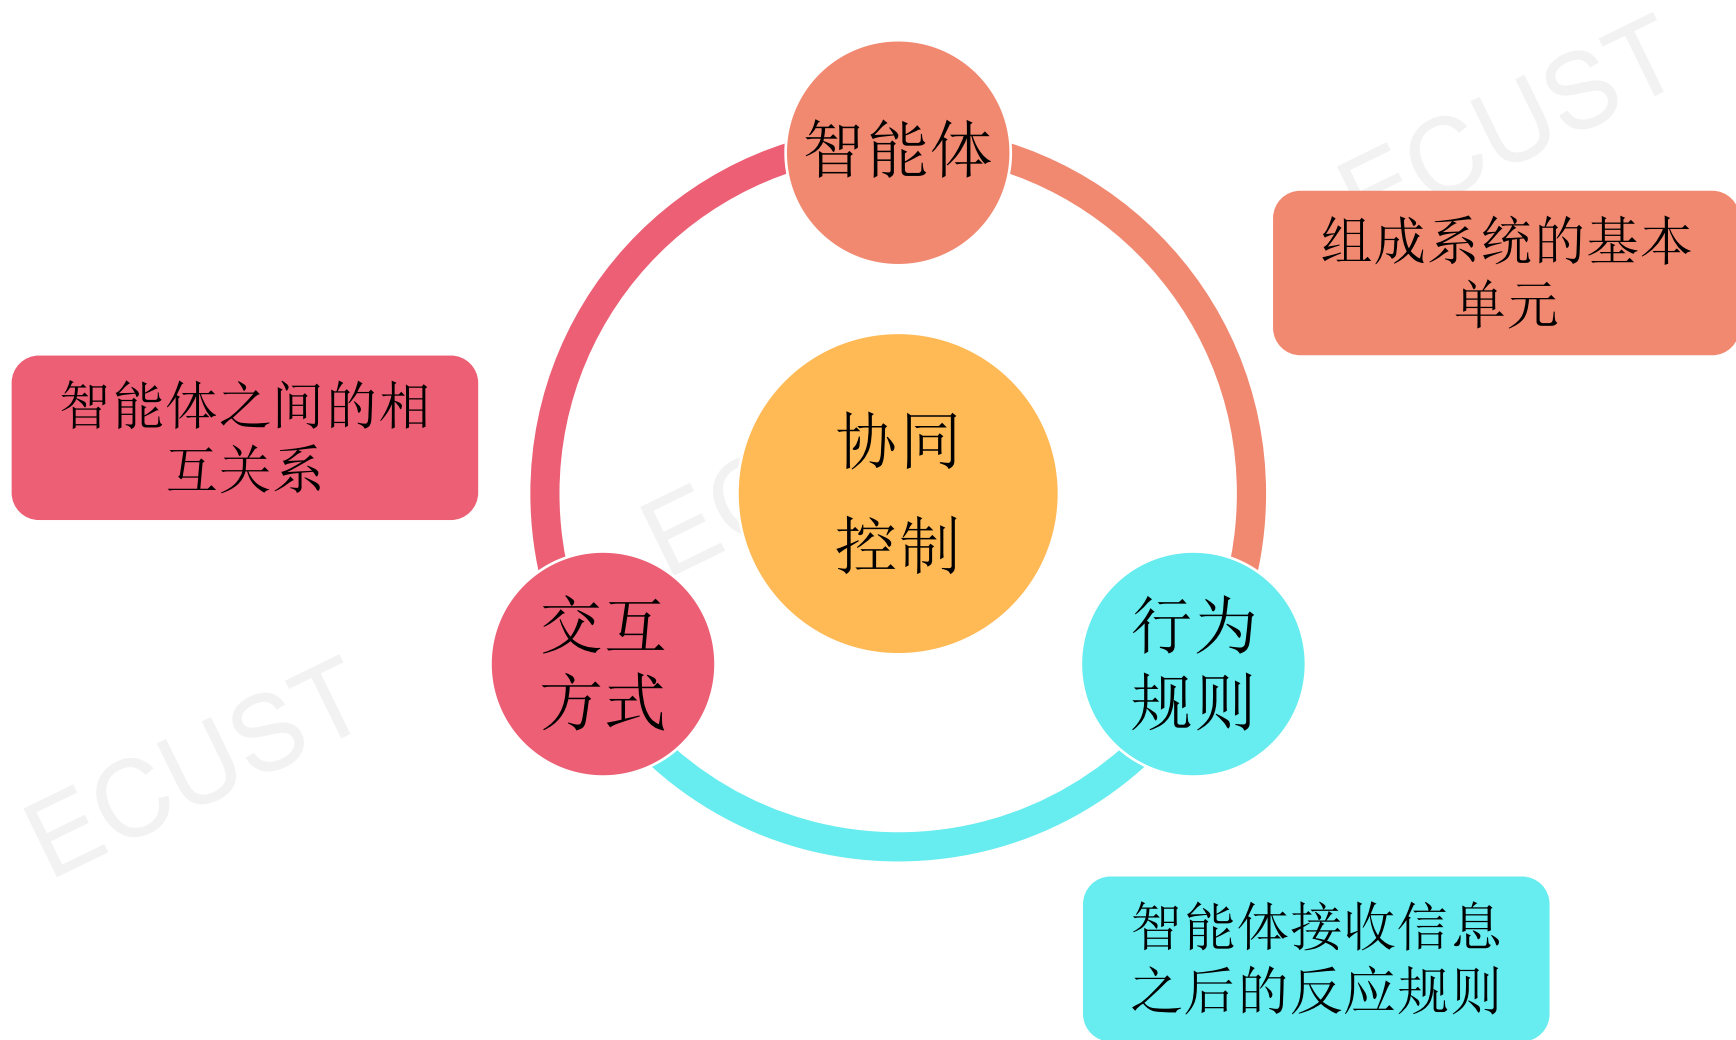 ECUST
智能体
组成系统的基本
单元
智能体之间的相
互关系
协同
控制
交互
方式
行为
规则
ECUST
智能体接收信息
之后的反应规则